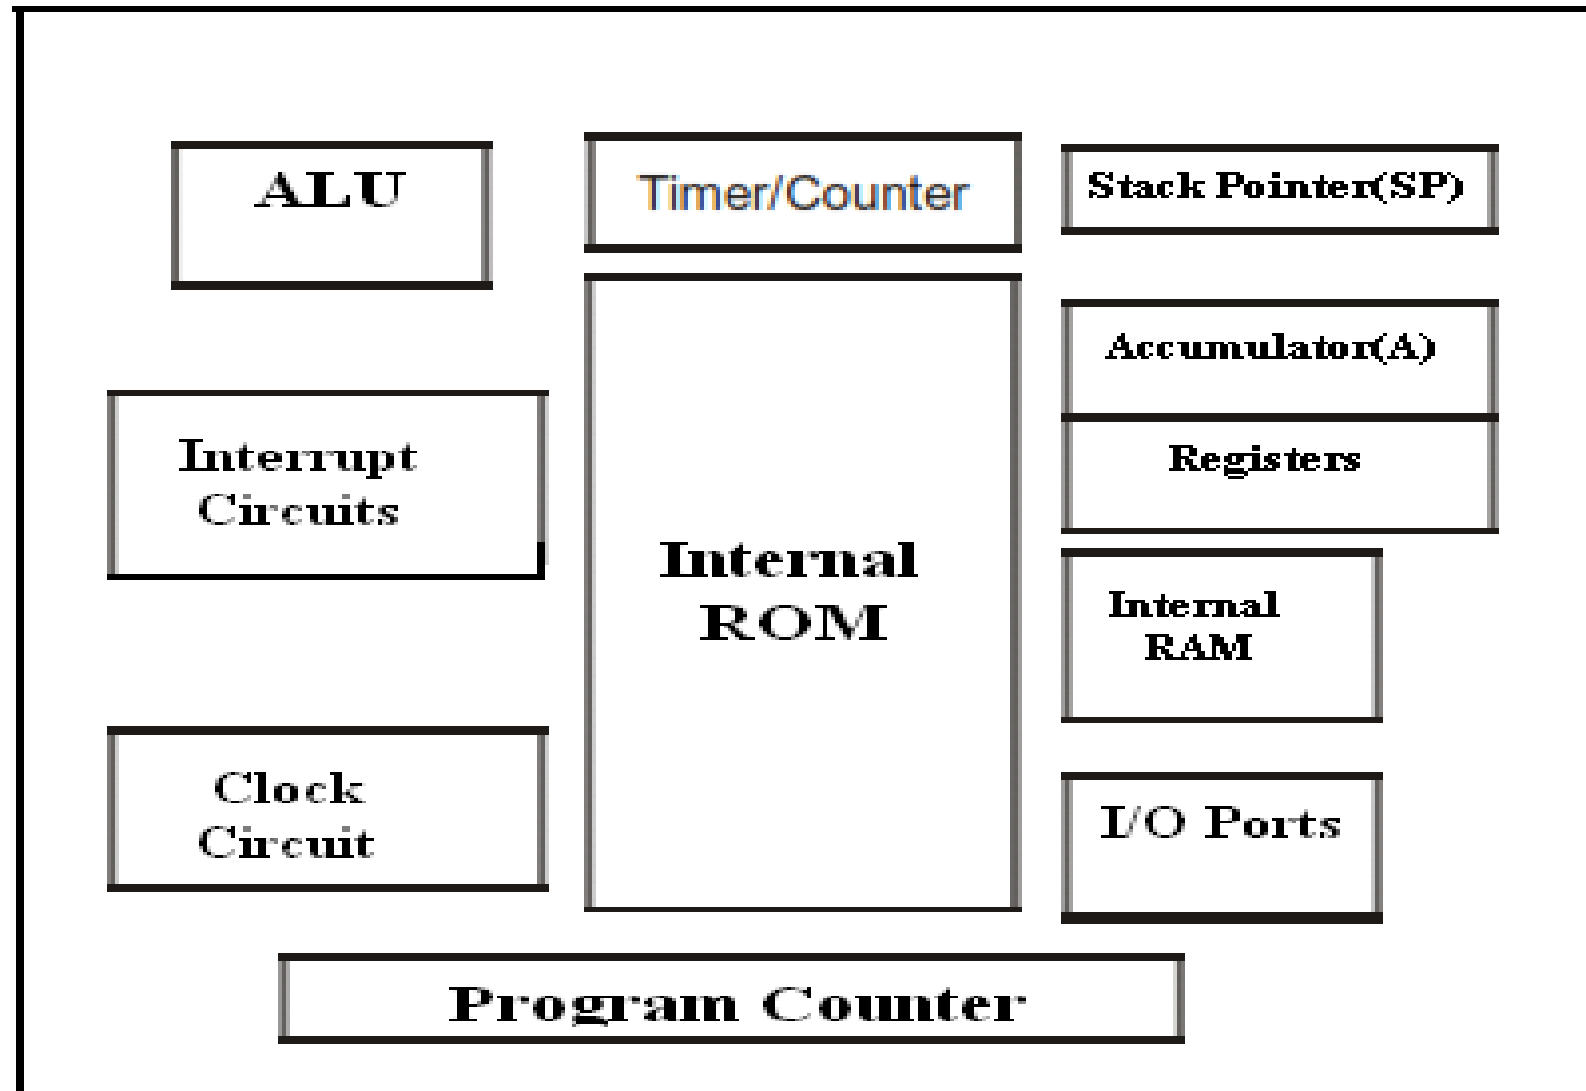 ALU
Timer/Counter
Stack Pointer(SP)
Accumulator(A)
Registers
Interrupt
Circuits
Internal
ROM
Internal
RAM
Clock
Circuit
I/O Ports
Program Counter